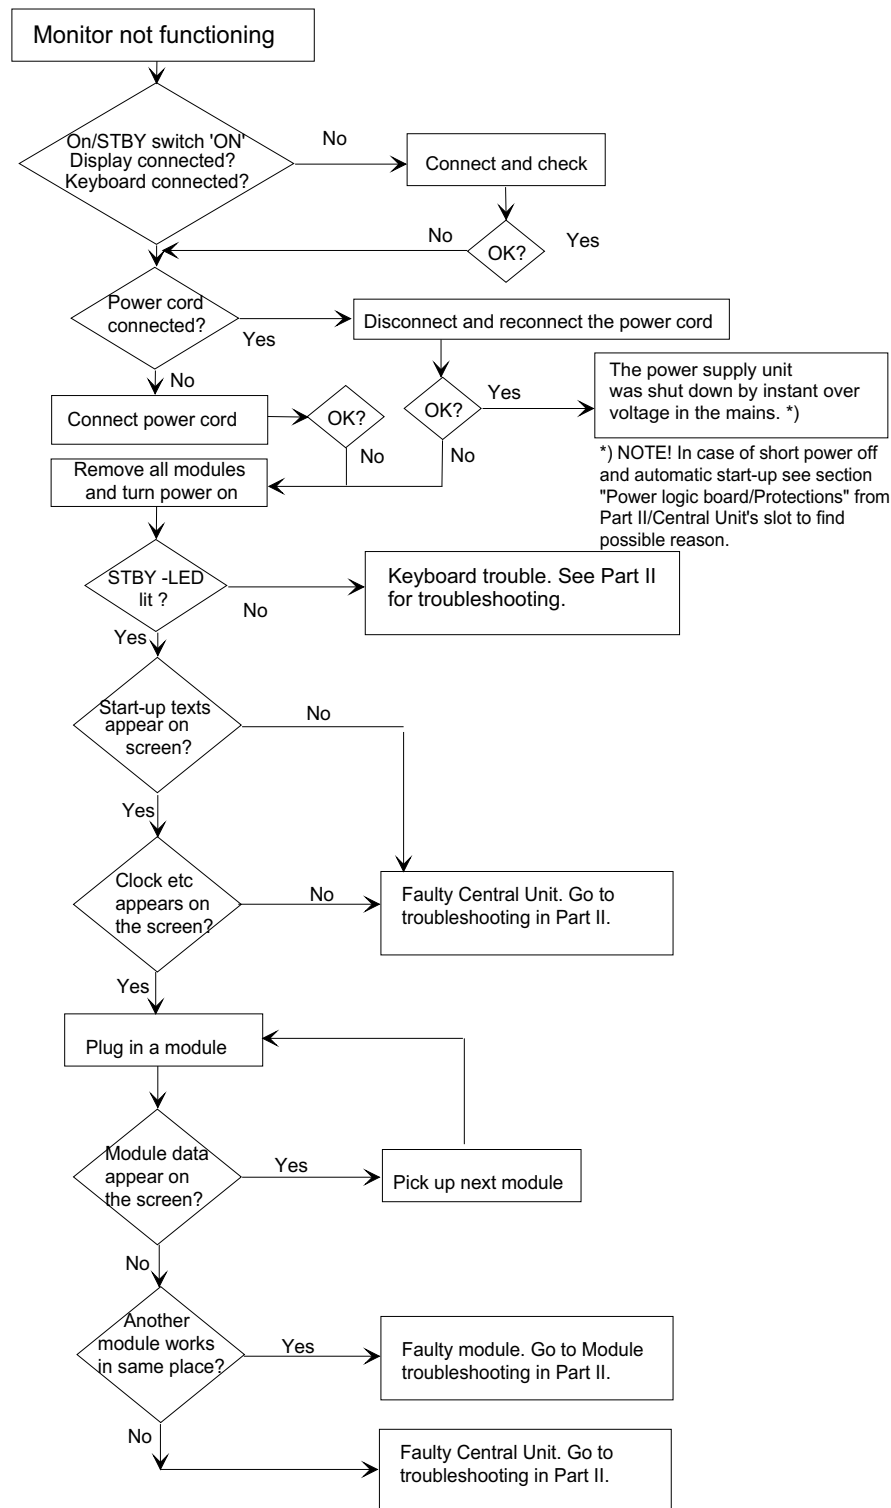 Monitor not functioning
On/STBY switch 'ON'
Display connected?
Keyboard connected?
No
Connect and check
No
OK?
Yes
Power cord
connected?
Yes
Disconnect and reconnect the power cord
No
Connect power cord
OK?
No
OK?
Yes
No
The power supply unit
was shut down by instant over
voltage in the mains. *)
*) NOTE! In case of short power off
and automatic start-up see section
"Power logic board/Protections" from
Part II/Central Unit's slot to find
possible reason.
Remove all modules
and turn power on
STBY -LED
lit ?
No
Keyboard trouble. See Part II
for troubleshooting.
Yes
Start-up texts
appear on
screen?
No
Yes
Clock etc
appears on
the screen?
No
Faulty Central Unit. Go to
troubleshooting in Part II.
Yes
Plug in a module
Module data
appear on
the screen?
Yes
Pick up next module
No
Another
module works
in same place?
Yes
Faulty module. Go to Module
troubleshooting in Part II.
No
Faulty Central Unit. Go to
troubleshooting in Part II.